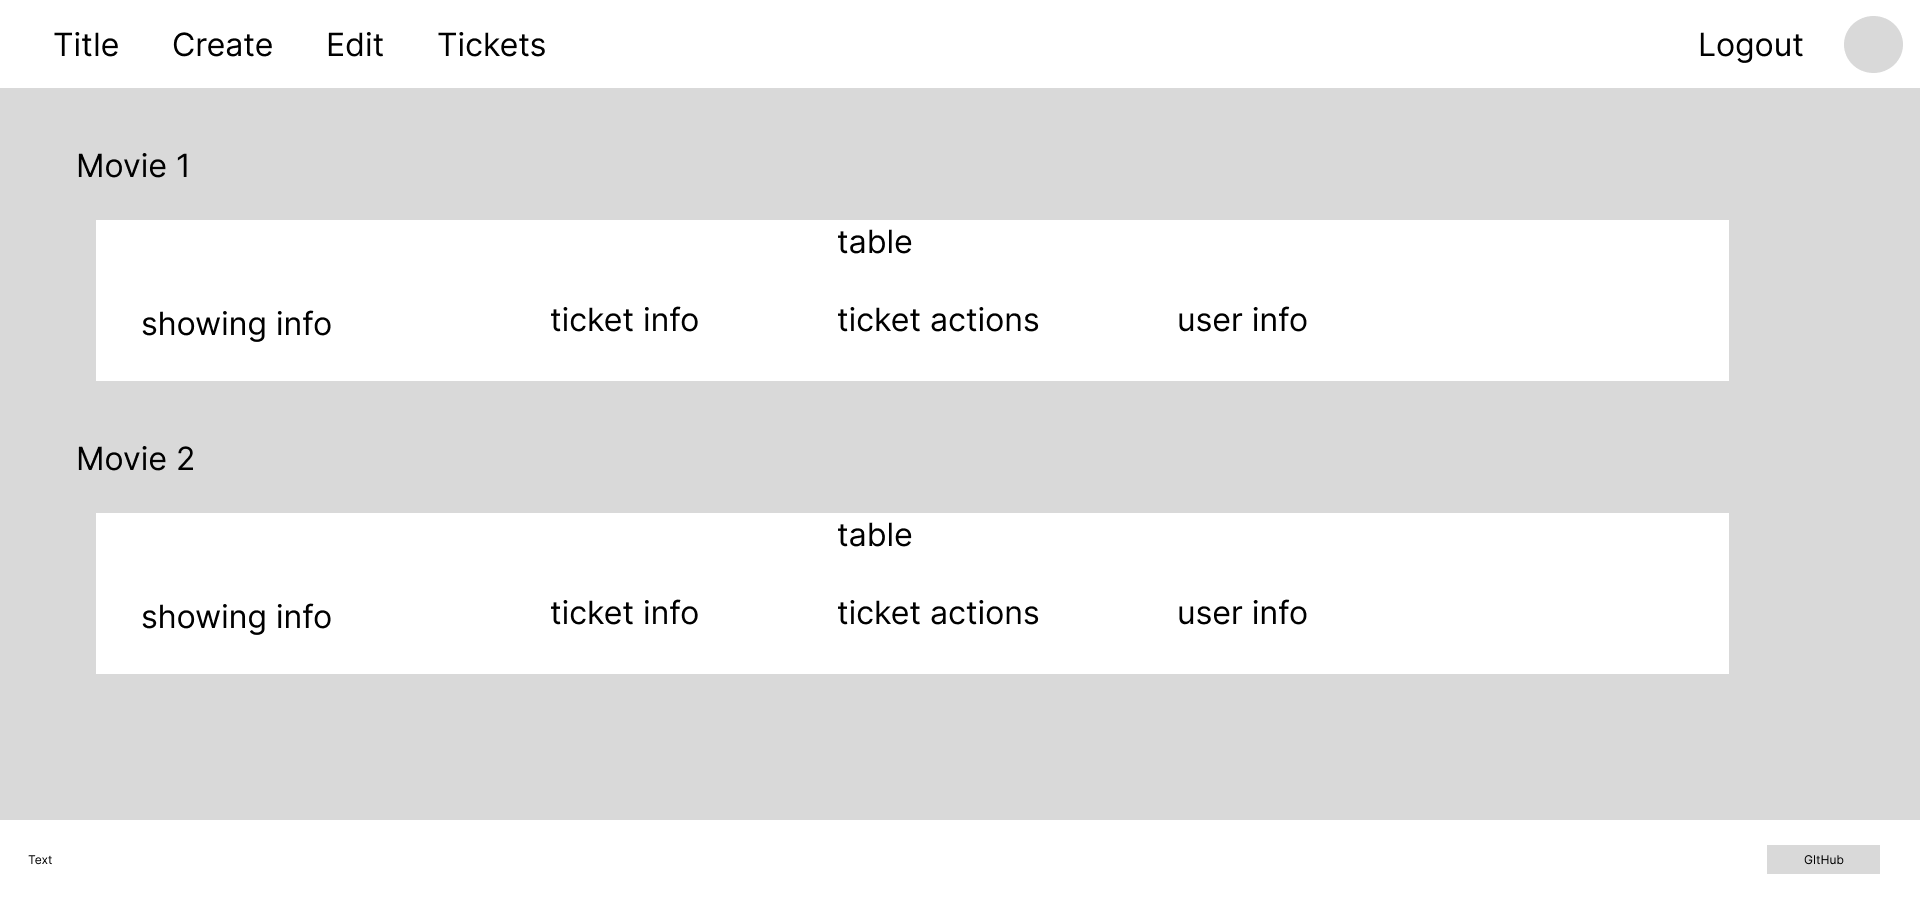 Title Create Edit Tickets Logout
Movie 1
table
showing info ticket info ticket actions user info
Movie 2
table
showing info ticket info ticket actions user info
Text GItHub